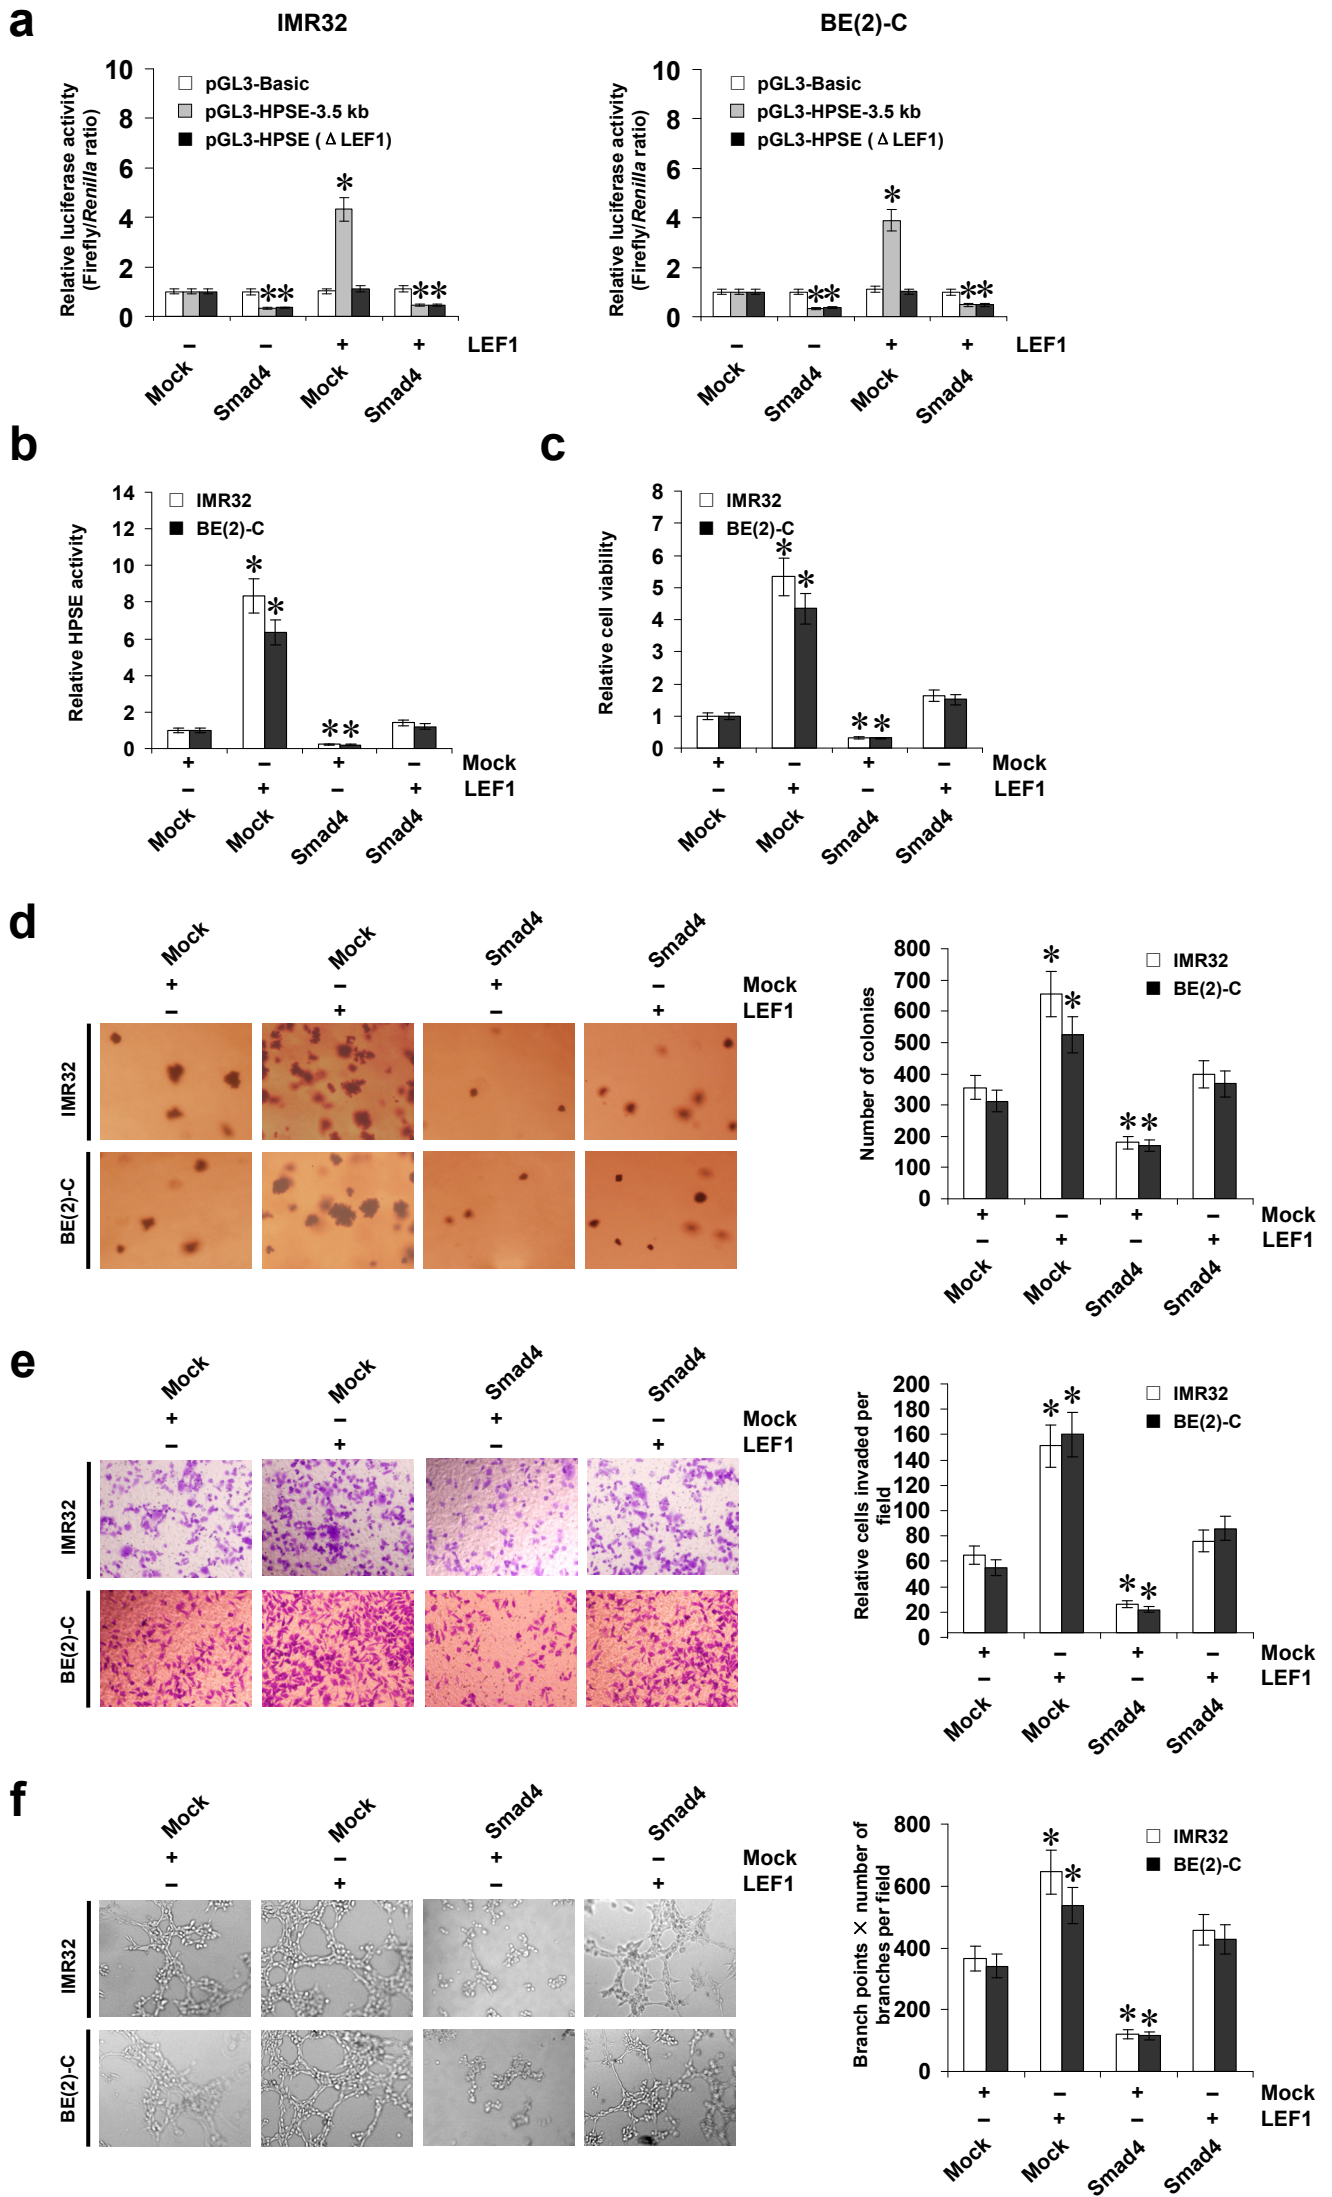 a
IMR32
BE(2)-C
Relative luciferase activity
(Firefly/Renilla ratio)
10
8
6
4
2
0
pGL3-Basic
pGL3-HPSE-3.5 kb
pGL3-HPSE (Δ LEF1)
*
** **
– – + + LEF1
Mock Smad4 Mock Smad4
Relative luciferase activity
(Firefly/Renilla ratio)
10
8
6
4
2
0
pGL3-Basic
pGL3-HPSE-3.5 kb
pGL3-HPSE (Δ LEF1)
*
** **
– – + + LEF1
Mock Smad4 Mock Smad4
b
Relative HPSE activity
14
12
10
8
6
4
2
0
IMR32
BE(2)-C
* * * *
+ – + – Mock
– + – + LEF1
Mock Mock Smad4 Smad4
c
Relative cell viability
8
7
6
5
4
3
2
1
0
IMR32
BE(2)-C
* * * *
+ – + – Mock
– + – + LEF1
Mock Mock Smad4 Smad4
d
Mock Mock Smad4 Smad4
+ – + – Mock
– + – + LEF1
IMR32
BE(2)-C
Number of colonies
800
700
600
500
400
300
200
100
0
IMR32
BE(2)-C
* * * *
+ – + – Mock
– + – + LEF1
Mock Mock Smad4 Smad4
e
Mock Mock Smad4 Smad4
+ – + – Mock
– + – + LEF1
IMR32
BE(2)-C
Relative cells invaded per
field
200
180
160
140
120
100
80
60
40
20
0
IMR32
BE(2)-C
* * * *
+ – + – Mock
– + – + LEF1
Mock Mock Smad4 Smad4
f
Mock Mock Smad4 Smad4
+ – + – Mock
– + – + LEF1
IMR32
BE(2)-C
Branch points × number of
branches per field
800
600
400
200
0
IMR32
BE(2)-C
* * * *
+ – + – Mock
– + – + LEF1
Mock Mock Smad4 Smad4